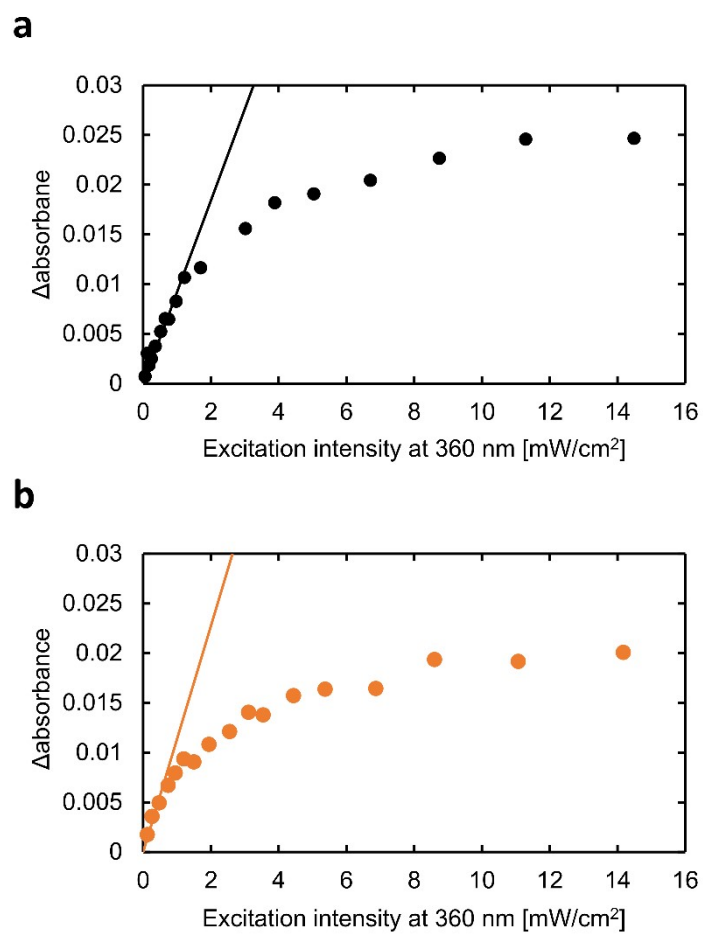 a
0.03
0.025
0.02
0.015
0.01
0.005
0
Δabsorbane
0 2 4 6 8 10 12 14 16
Excitation intensity at 360 nm [mW/cm²]
b
0.03
0.025
0.02
0.015
0.01
0.005
0
Δabsorbance
0 2 4 6 8 10 12 14 16
Excitation intensity at 360 nm [mW/cm²]